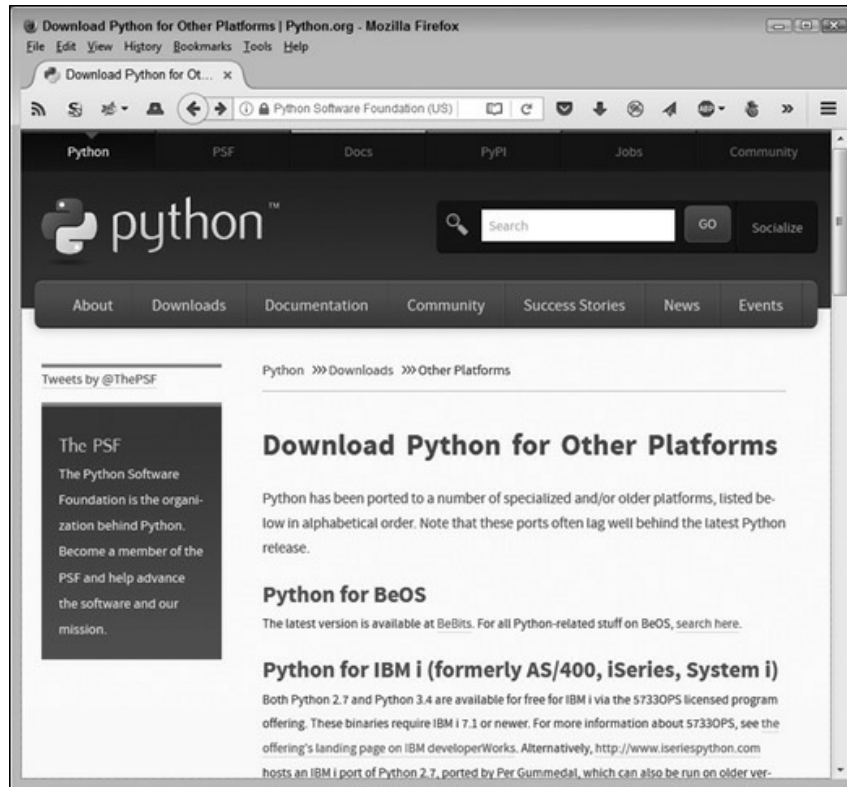 Download Python for Other Platforms | Python.org - Mozilla Firefox
File Edit View History Bookmarks Tools Help
Download Python for Ot... ×
Python Software Foundation (US)
Python PSF Docs PyPI Jobs Community
python™
Search GO Socialize
About Downloads Documentation Community Success Stories News Events
Tweets by @ThePSF
The PSF
The Python Software
Foundation is the organi-
zation behind Python.
Become a member of the
PSF and help advance
the software and our
mission.
Python >>> Downloads >>> Other Platforms
Download Python for Other Platforms
Python has been ported to a number of specialized and/or older platforms, listed be-
low in alphabetical order. Note that these ports often lag well behind the latest Python
release.
Python for BeOS
The latest version is available at BeBits. For all Python-related stuff on BeOS, search here.
Python for IBM i (formerly AS/400, iSeries, System i)
Both Python 2.7 and Python 3.4 are available for free for IBM i via the 5733OPS licensed program
offering. These binaries require IBM i 7.1 or newer. For more information about 5733OPS, see the
offering's landing page on IBM developerWorks. Alternatively, http://www.iseriespython.com
hosts an IBM i port of Python 2.7, ported by Per Gummedal, which can also be run on older ver-